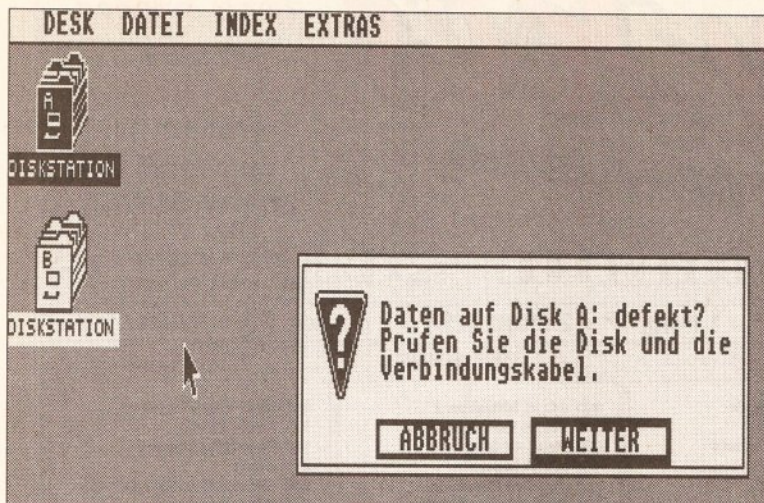 DESK DATEI INDEX EXTRAS
A
DISKSTATION
B
DISKSTATION
?
Daten auf Disk A: defekt?
Prüfen Sie die Disk und die
Verbindungskabel.
ABBRUCH WEITER